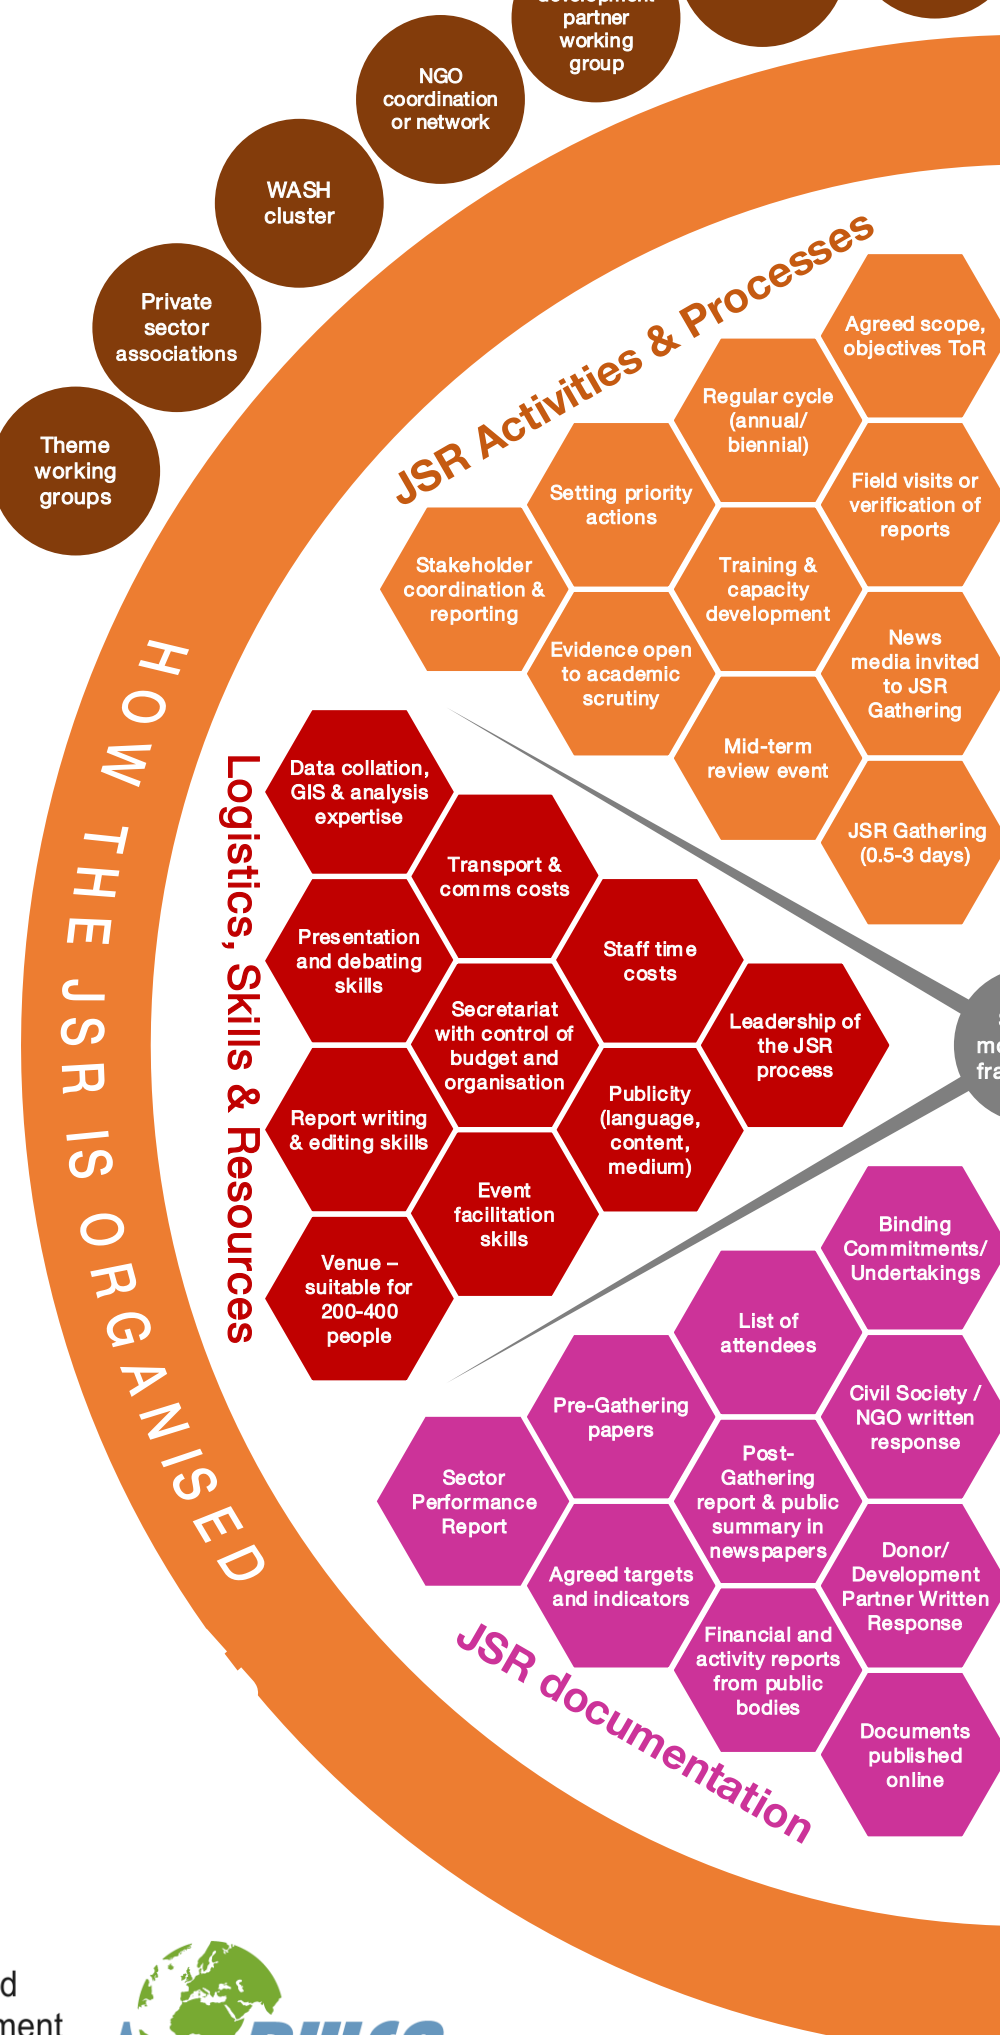 partner
working
group
NGO
coordination
or network
WASH
cluster
Private
sector
associations
Theme
working
groups
HOW THE JSR IS ORGANISED
JSR Activities & Processes
Agreed scope,
objectives ToR
Regular cycle
(annual/
biennial)
Setting priority
actions
Field visits or
verification of
reports
Stakeholder
coordination &
reporting
Training &
capacity
development
Evidence open
to academic
scrutiny
News
media invited
to JSR
Gathering
Mid-term
review event
JSR Gathering
(0.5-3 days)
Logistics, Skills & Resources
Data collation,
GIS & analysis
expertise
Transport &
comms costs
Presentation
and debating
skills
Staff time
costs
Secretariat
with control of
budget and
organisation
Leadership of
the JSR
process
Report writing
& editing skills
Publicity
(language,
content,
medium)
Event
facilitation
skills
Venue –
suitable for
200-400
people
Binding
Commitments/
Undertakings
List of
attendees
Pre-Gathering
papers
Civil Society /
NGO written
response
Sector
Performance
Report
Post-
Gathering
report & public
summary in
newspapers
Agreed targets
and indicators
Donor/
Development
Partner Written
Response
Financial and
activity reports
from public
bodies
Documents
published
online
JSR documentation